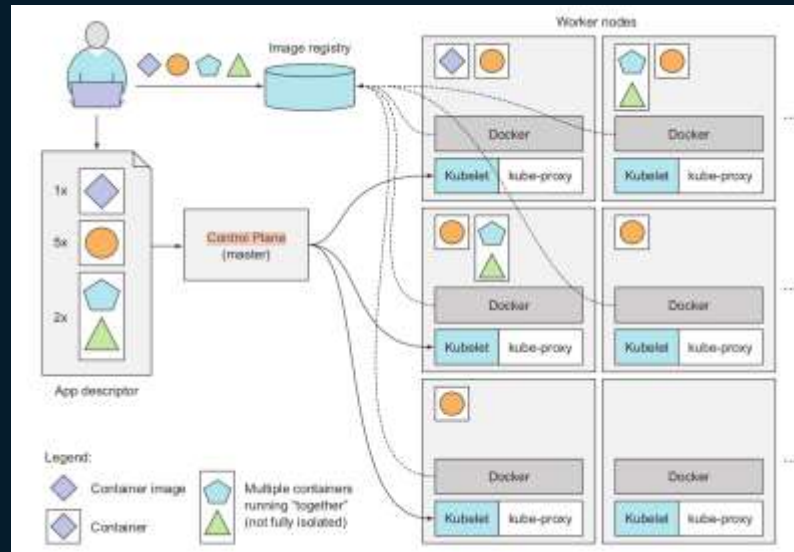 Worker nodes
Image registry
Docker
Kubelet
kube-proxy
Docker
Kubelet
kube-proxy
1x
5x
2x
App descriptor
Control Plane
(master)
Docker
Kubelet
kube-proxy
Docker
Kubelet
kube-proxy
Docker
Kubelet
kube-proxy
Docker
Kubelet
kube-proxy
Legend:
Container image
Container
Multiple containers
running "together"
(not fully isolated)